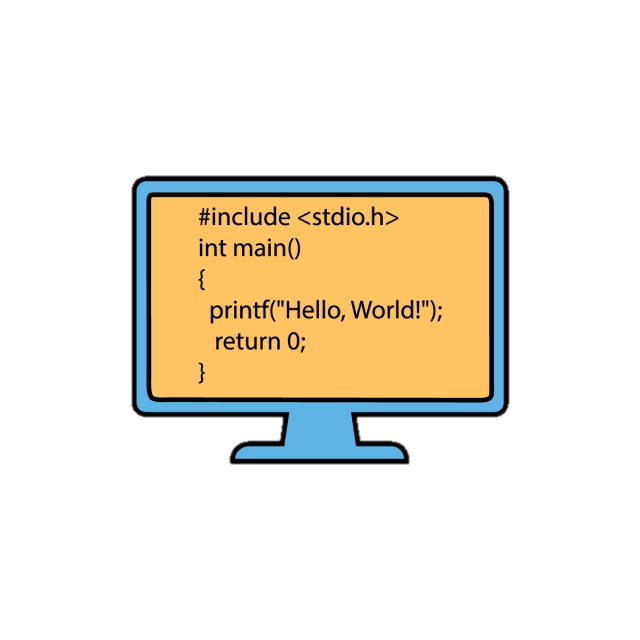 #include <stdio.h>
int main()
{
printf("Hello, World!");
return 0;
}